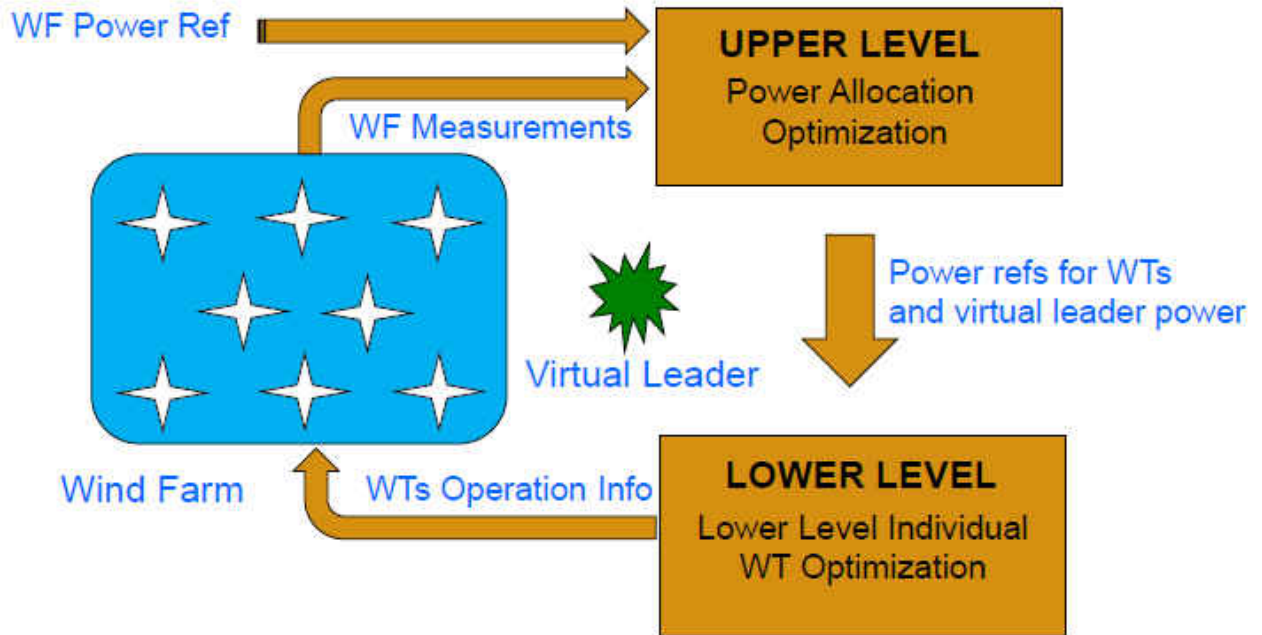 WF Power Ref
UPPER LEVEL
Power Allocation
Optimization
WF Measurements
Power refs for WTs
and virtual leader power
Virtual Leader
Wind Farm
WTs Operation Info
LOWER LEVEL
Lower Level Individual
WT Optimization